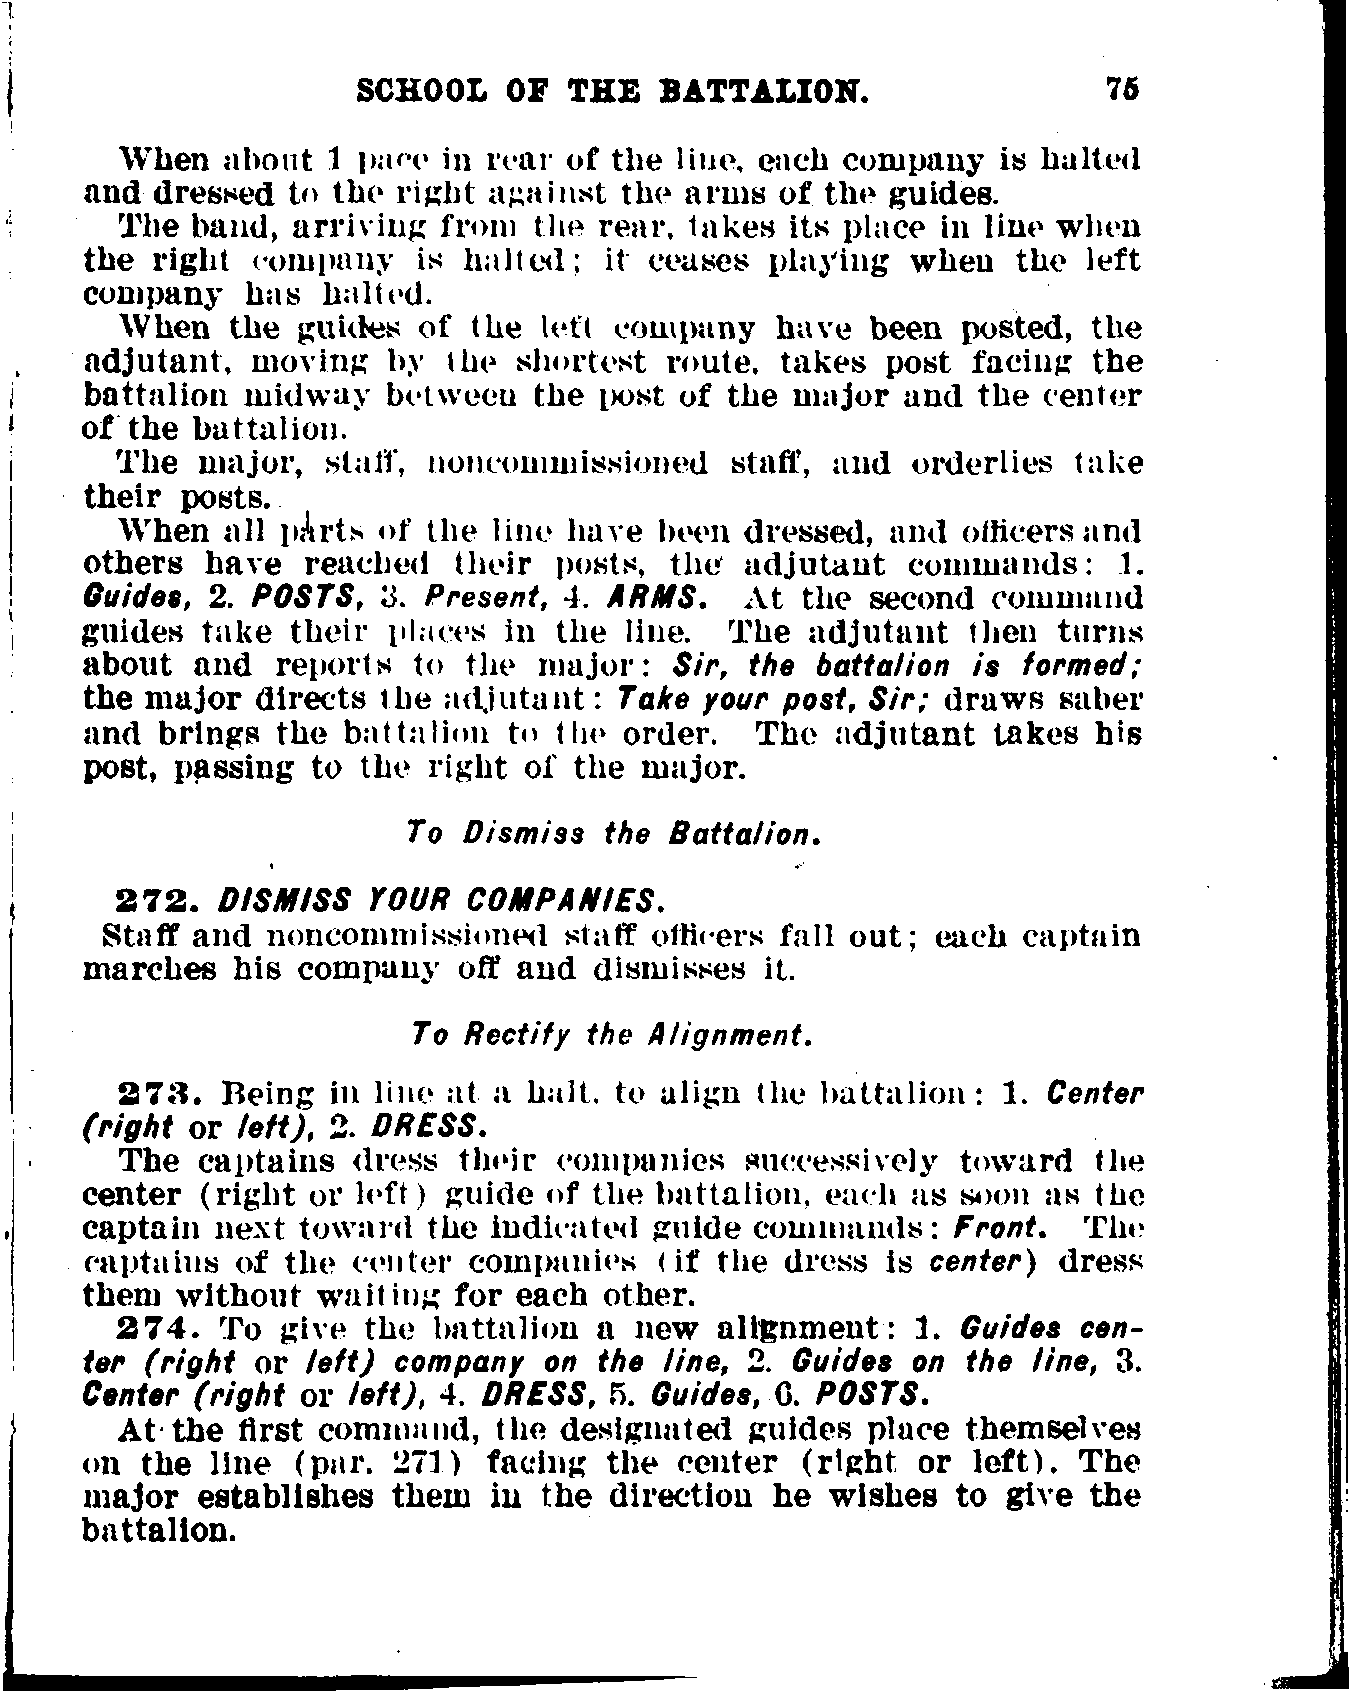 SCHOOL OF THE BATTALION. 75
When about 1 pace in rear of the line, each company is halted
and dressed to the right against the arms of the guides.
The band, arriving from the rear, takes its place in line when
the right company is halted; it ceases playing when the left
company has halted.
When the guides of the left company have been posted, the
adjutant, moving by the shortest route, takes post facing the
battalion midway between the post of the major and the center
of the battalion.
The major, staff, noncommissioned staff, and orderlies take
their posts.
When all parts of the line have been dressed, and officers and
others have reached their posts, the adjutant commands: 1.
Guides, 2. POSTS, 3. Present, 4. ARMS. At the second command
guides take their places in the line. The adjutant then turns
about and reports to the major: Sir, the battalion is formed;
the major directs the adjutant: Take your post, Sir; draws saber
and brings the battalion to the order. The adjutant takes his
post, passing to the right of the major.
To Dismiss the Battalion.
272. DISMISS YOUR COMPANIES.
Staff and noncommissioned staff officers fall out; each captain
marches his company off and dismisses it.
To Rectify the Alignment.
273. Being in line at a halt, to align the battalion: 1. Center
(right or left), 2. DRESS.
The captains dress their companies successively toward the
center (right or left) guide of the battalion, each as soon as the
captain next toward the indicated guide commands: Front. The
captains of the center companies (if the dress is center) dress
them without waiting for each other.
274. To give the battalion a new alignment: 1. Guides cen-
ter (right or left) company on the line, 2. Guides on the line, 3.
Center (right or left), 4. DRESS, 5. Guides, 6. POSTS.
At the first command, the designated guides place themselves
on the line (par. 271) facing the center (right or left). The
major establishes them in the direction he wishes to give the
battalion.